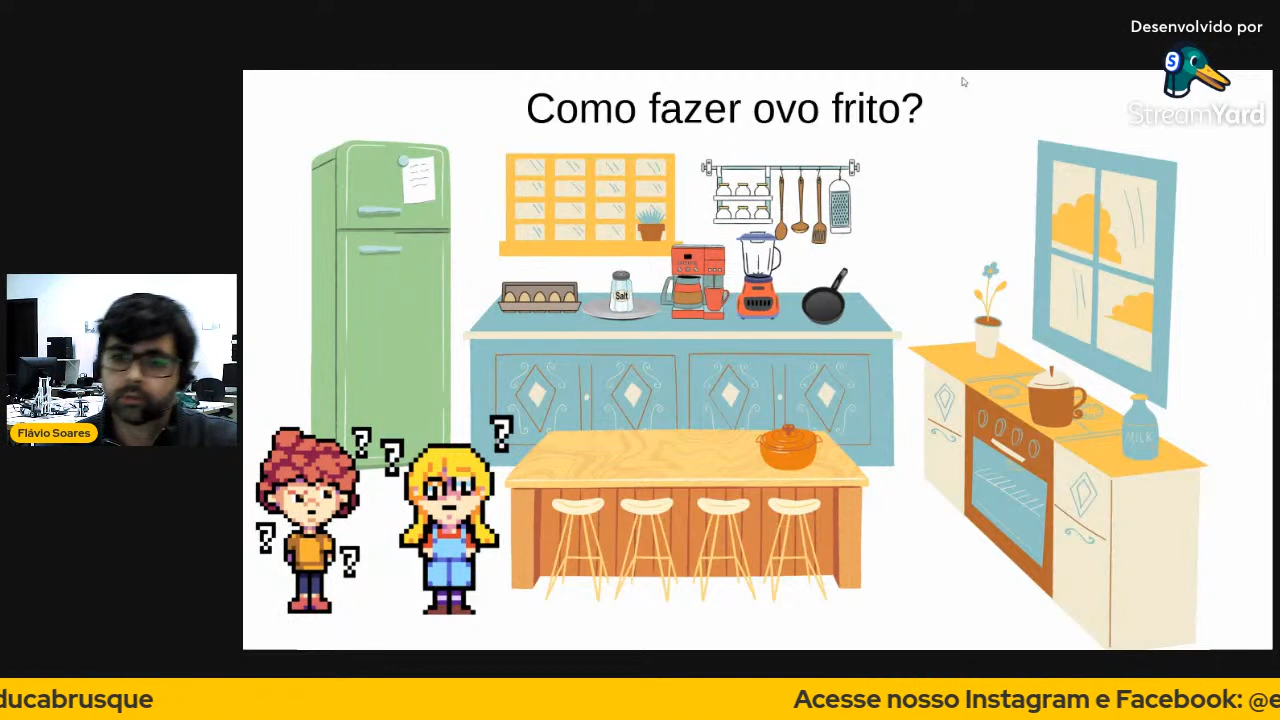 Desenvolvido por
StreamYard
Como fazer ovo frito?
Salt
MILK
Flávio Soares
ducabrusque
Acesse nosso Instagram e Facebook: @e